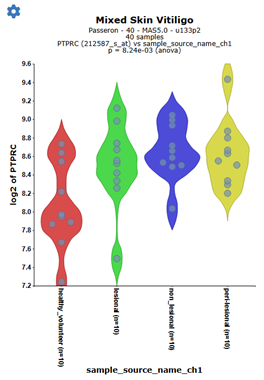 Mixed Skin Vitiligo
Passeron - 40 - MAS5.0 - u133p2
40 samples
PTPRC (212587_s_at) vs sample_source_name_ch1
p = 8.24e-03 (anova)
log2 of PTPRC
9.6
9.4
9.2
9.0
8.8
8.6
8.4
8.2
8.0
7.8
7.6
7.4
7.2
healthy_volunteer (n=10)
lesional (n=10)
non_lesional (n=10)
peri-lesional (n=10)
sample_source_name_ch1